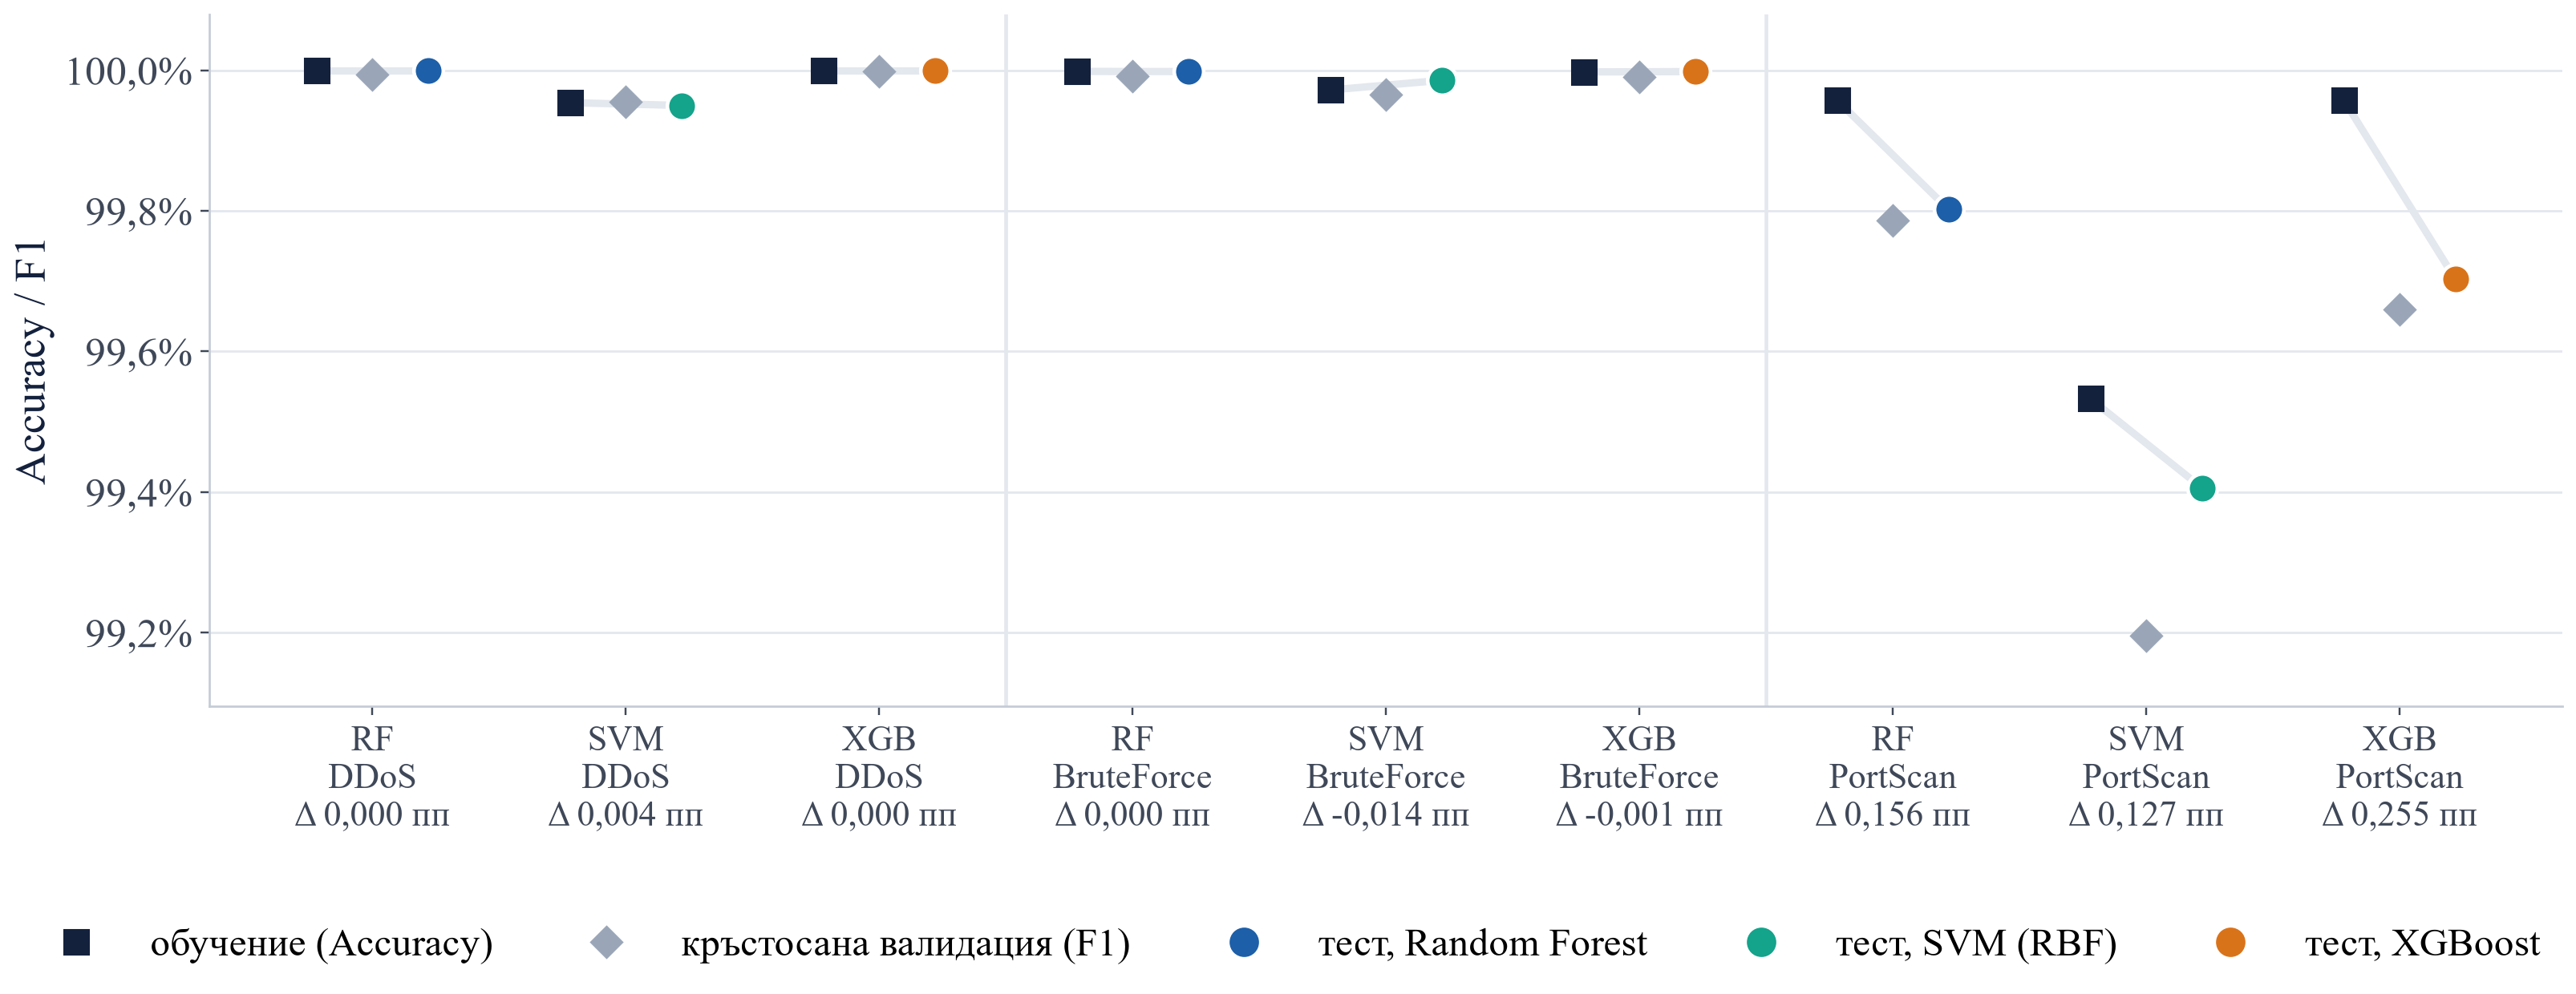 Accuracy / F1
100,0%
99,8%
99,6%
99,4%
99,2%
RF
DDoS
Δ 0,000 пп
SVM
DDoS
Δ 0,004 пп
XGB
DDoS
Δ 0,000 пп
RF
BruteForce
Δ 0,000 пп
SVM
BruteForce
Δ -0,014 пп
XGB
BruteForce
Δ -0,001 пп
RF
PortScan
Δ 0,156 пп
SVM
PortScan
Δ 0,127 пп
XGB
PortScan
Δ 0,255 пп
обучение (Accuracy)
кръстосана валидация (F1)
тест, Random Forest
тест, SVM (RBF)
тест, XGBoost